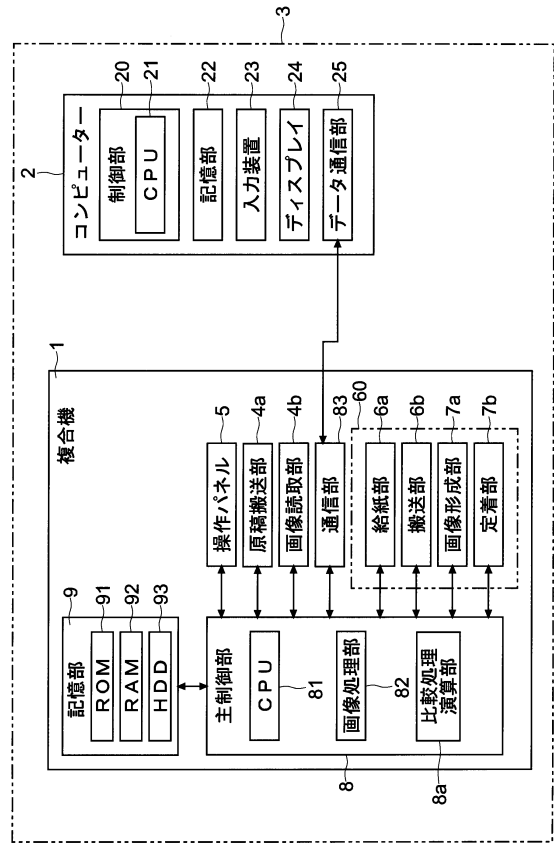 3
1
複合機
9
記憶部
ROM
91
RAM
92
HDD
93
主制御部
CPU
81
画像処理部
82
比較処理
演算部
8
8a
操作パネル
5
原稿搬送部
4a
画像読取部
4b
通信部
83
60
給紙部
6a
搬送部
6b
画像形成部
7a
定着部
7b
2
コンピューター
制御部
20
CPU
21
記憶部
22
入力装置
23
ディスプレイ
24
データ通信部
25